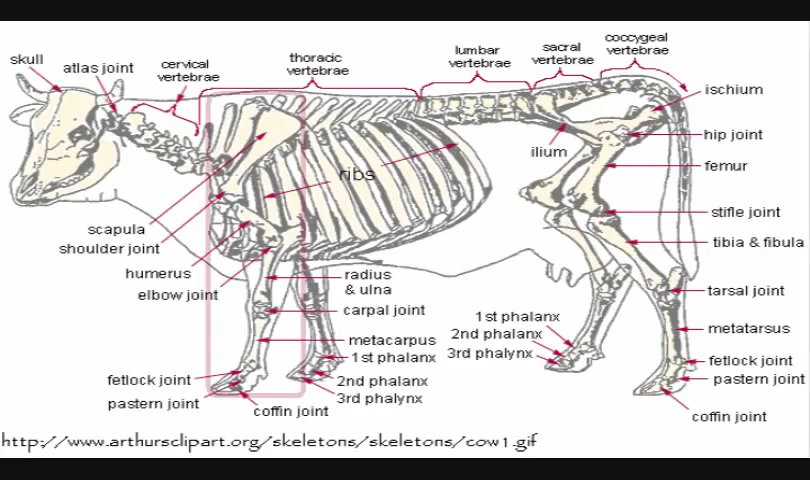 skull
atlas joint
cervical
vertebrae
thoracic
vertebrae
lumbar
vertebrae
sacral
vertebrae
coccygeal
vertebrae
ischium
hip joint
ilium
femur
ribs
stifle joint
tibia & fibula
scapula
shoulder joint
humerus
elbow joint
radius
& ulna
carpal joint
tarsal joint
metacarpus
metatarsus
1st phalanx
2nd phalanx
3rd phalynx
1st phalanx
2nd phalanx
3rd phalynx
fetlock joint
pastern joint
coffin joint
fetlock joint
pastern joint
coffin joint
http://www.arthursclipart.org/skeletons/skeletons/cow1.gif